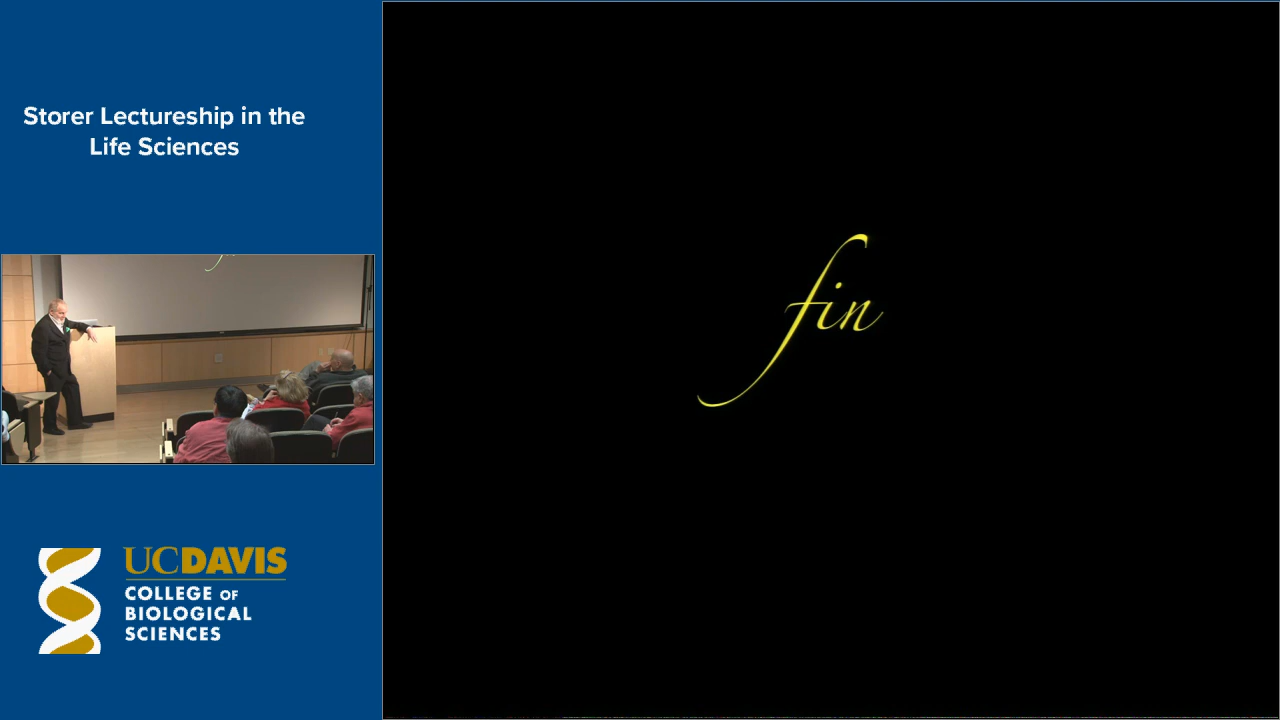 Storer Lectureship in the
Life Sciences
fin
UCDAVIS
COLLEGE OF
BIOLOGICAL
SCIENCES